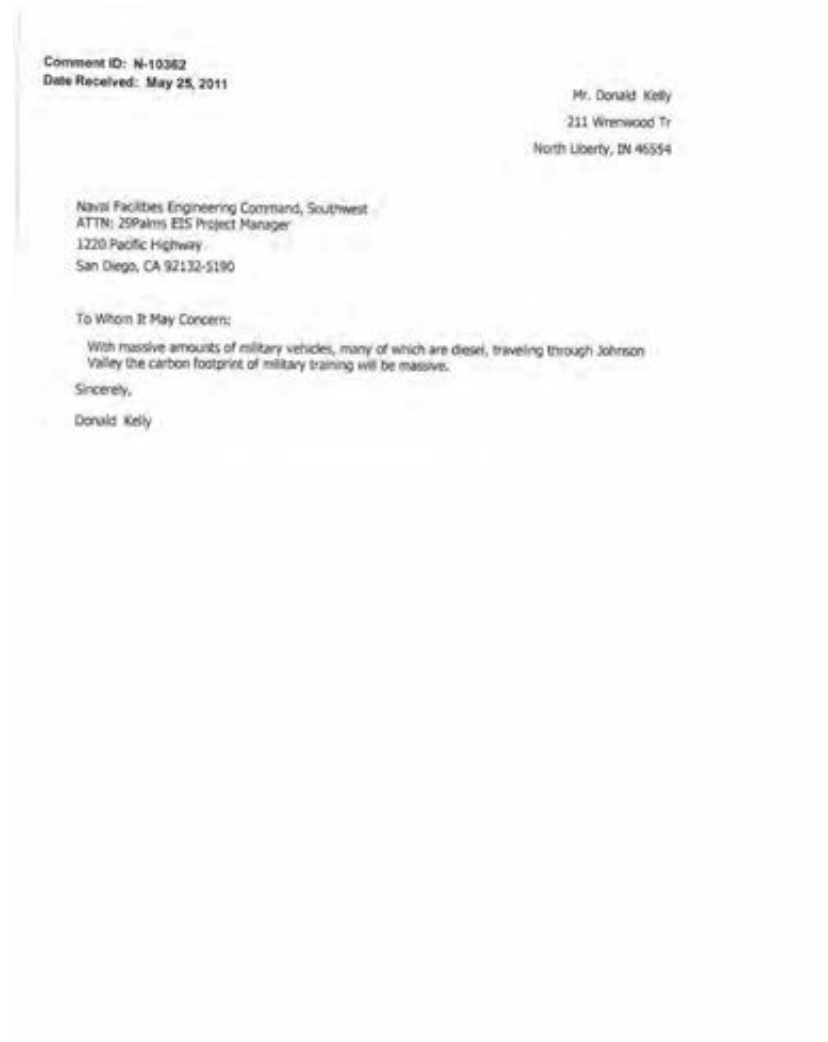 Comment ID: N-10362
Date Received: May 25, 2011
Mr. Donald Kelly
211 Wrenwood Tr
North Liberty, IN 46554
Naval Facilities Engineering Command, Southwest
ATTN: 29Palms EIS Project Manager
1220 Pacific Highway
San Diego, CA 92132-5190
To Whom It May Concern:
With massive amounts of military vehicles, many of which are diesel, traveling through Johnson
Valley the carbon footprint of military training will be massive.
Sincerely,
Donald Kelly